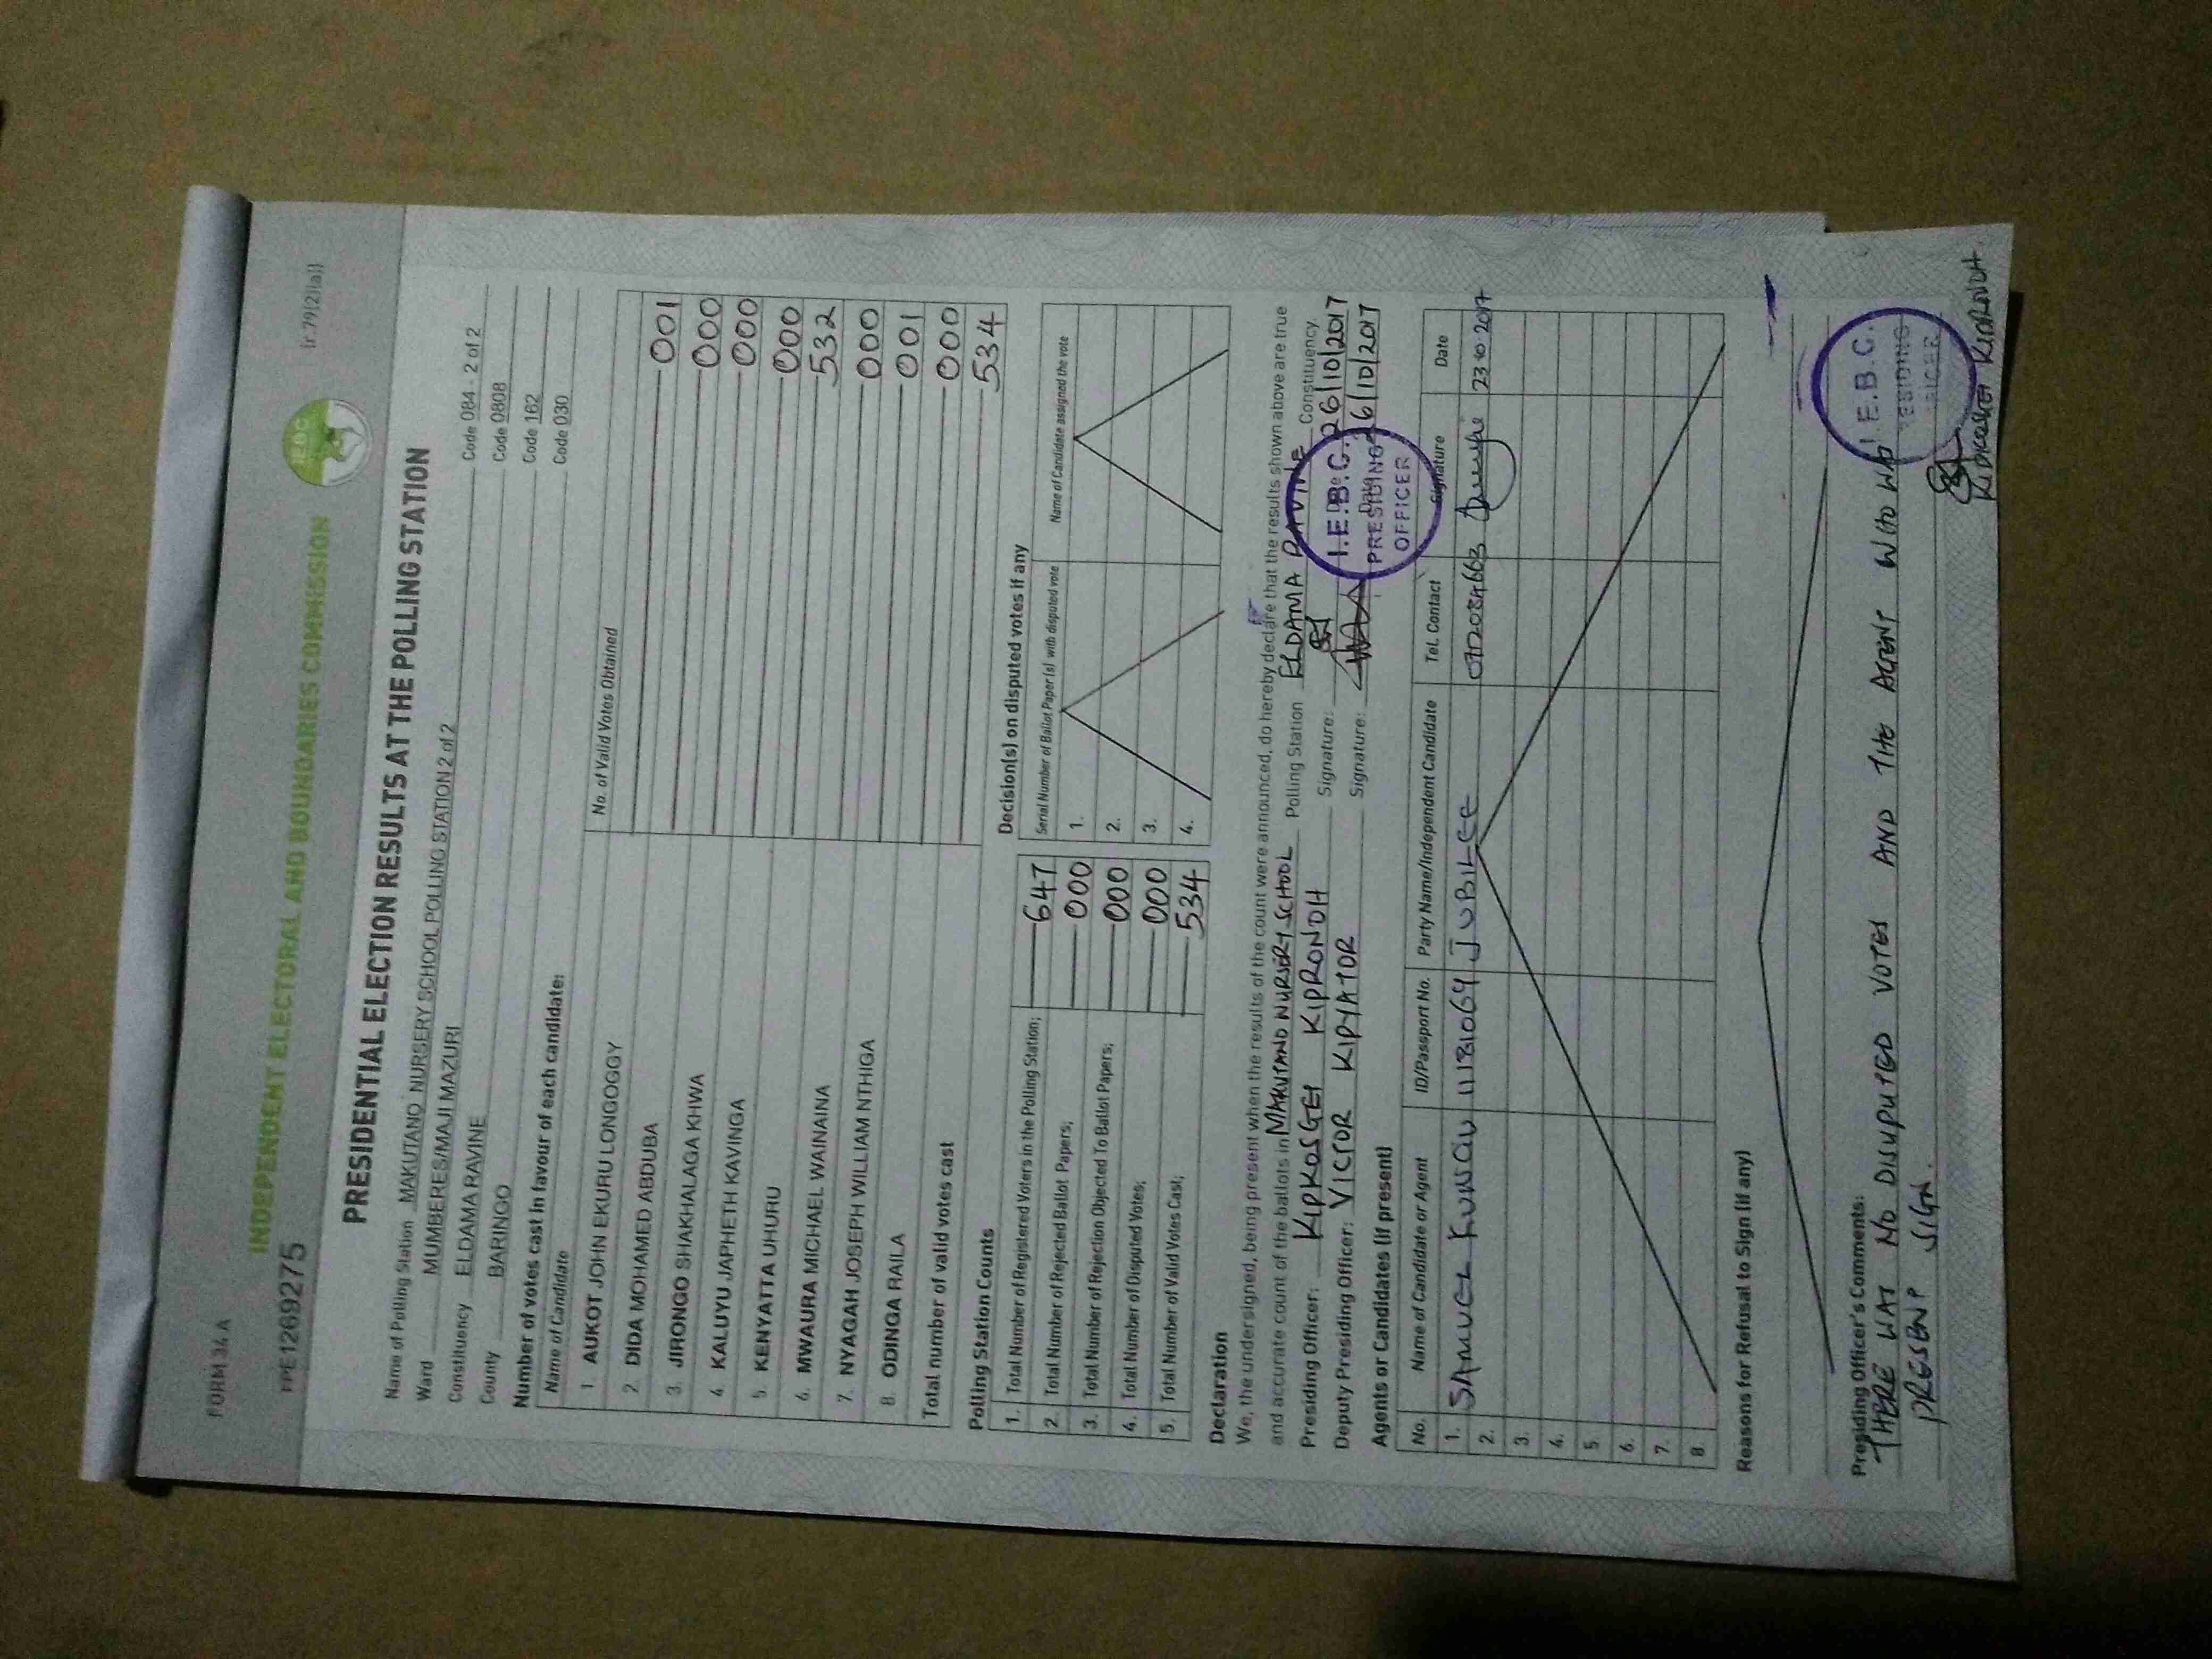 FORM 34 A
[r.79(2)(a)]
INDEPENDENT ELECTORAL AND BOUNDARIES COMMISSION
IEBC
PRESIDENTIAL ELECTION RESULTS AT THE POLLING STATION
Name of Polling Station MAKUTANO NURSERY SCHOOL POLLING STATION 2 of 2 Code 084 - 2 of 2
Ward MUMBERES/MAJI MAZURI Code 0808
Constituency ELDAMA RAVINE Code 162
County BARINGO Code 030
Number of votes cast in favour of each candidate:
Name of Candidate No. of Valid Votes Obtained
1. AUKOT JOHN EKURU LONGOGGY 001
2. DIDA MOHAMED ABDUBA 000
3. JIRONGO SHAKHALAGA KHWA 000
4. KALUYU JAPHETH KAVINGA 000
5. KENYATTA UHURU 532
6. MWAURA MICHAEL WAINAINA 000
7. NYAGAH JOSEPH WILLIAM NTHIGA 001
8. ODINGA RAILA 000
Total number of valid votes cast 534
Polling Station Counts
1. Total Number of Registered Voters in the Polling Station; 647
2. Total Number of Rejected Ballot Papers; 000
3. Total Number of Rejection Objected To Ballot Papers; 000
4. Total Number of Disputed Votes; 000
5. Total Number of Valid Votes Cast; 534
Decision(s) on disputed votes if any
Serial Number of Ballot Paper(s) with disputed vote Name of Candidate assigned the vote
1.
2.
3.
4.
Declaration
We, the undersigned, being present when the results of the count were announced, do hereby declare that the results shown above are true
and accurate count of the ballots in MAKUTANO NURSERY SCHOOL Polling Station ELDAMA RAVINE Constituency.
Presiding Officer: KIPKOSGEI KIPRONOH Signature: 26/10/2017
Deputy Presiding Officer: VICTOR KIPYATOR Signature: Date 26/10/2017
I.E.B.C.
PRESIDING
OFFICER
Agents or Candidates (if present)
No. Name of Candidate or Agent ID/Passport No. Party Name/Independent Candidate Tel. Contact Signature Date
1. SAMUEL JUBILEE 23.10.2017
2.
3.
4.
5.
6.
7.
8
Reasons for Refusal to Sign (if any)
Presiding Officer's Comments:
THERE WAS NO DISUPUTED VOTES AND THE AGENT WHO WAS
PRESENT SIGN.
I.E.B.C.
KIPKOSGEI KIPRONOH